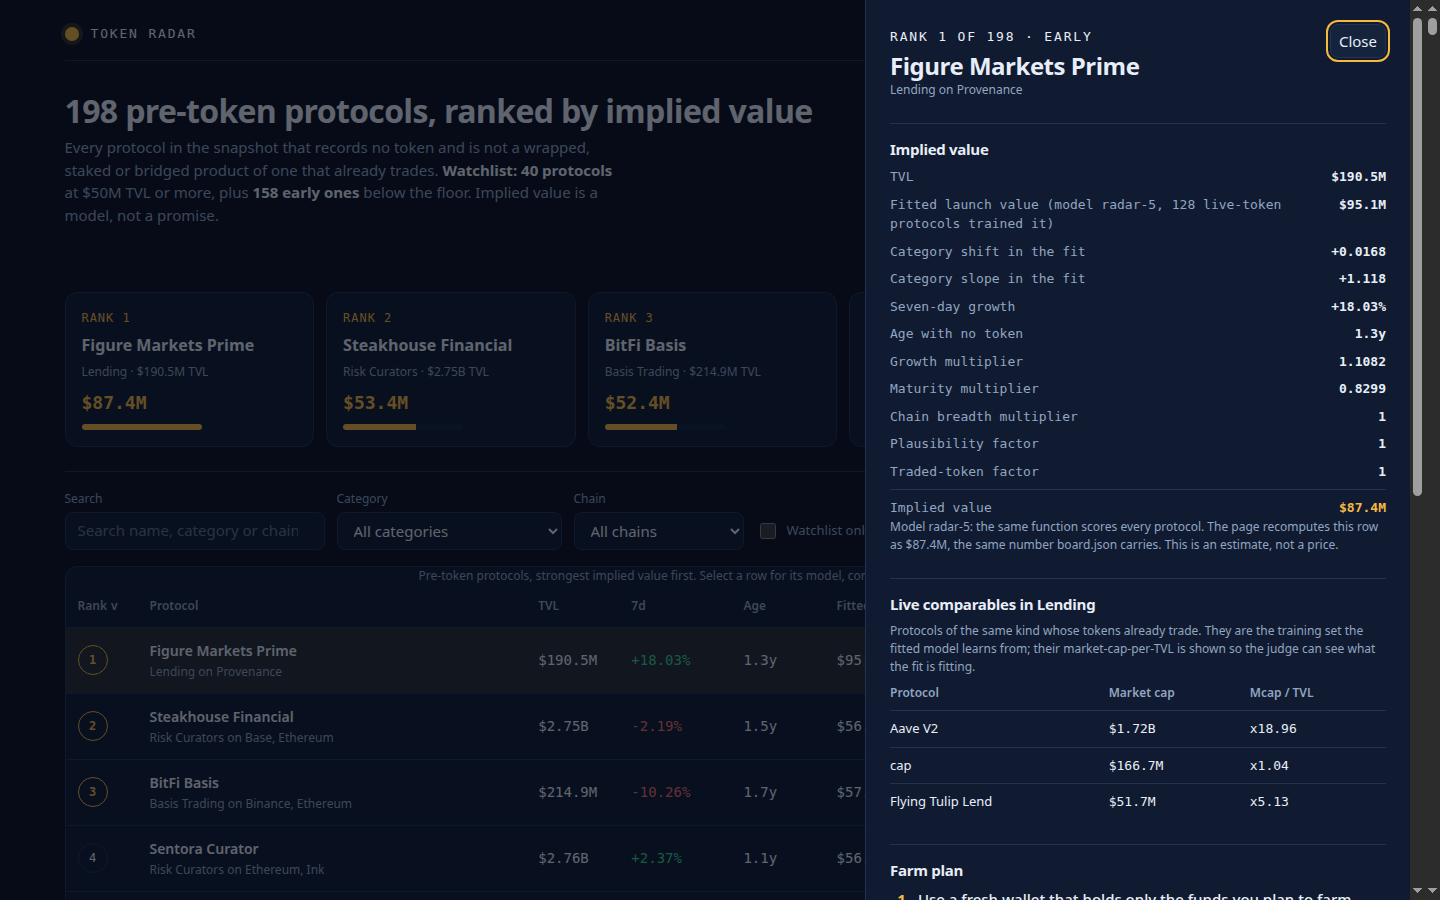 TOKEN RADAR
198 pre-token protocols, ranked by implied value
Every protocol in the snapshot that records no token and is not a wrapped,
staked or bridged product of one that already trades. Watchlist: 40 protocols
at $50M TVL or more, plus 158 early ones below the floor. Implied value is a
model, not a promise.
RANK 1
Figure Markets Prime
Lending · $190.5M TVL
$87.4M
RANK 2
Steakhouse Financial
Risk Curators · $2.75B TVL
$53.4M
RANK 3
BitFi Basis
Basis Trading · $214.9M TVL
$52.4M
Search
Search name, category or chain
Category
All categories
Chain
All chains
Watchlist onl
Pre-token protocols, strongest implied value first. Select a row for its model, cor
Rank v Protocol TVL 7d Age Fitte
1 Figure Markets Prime $190.5M +18.03% 1.3y $95
Lending on Provenance
2 Steakhouse Financial $2.75B -2.19% 1.5y $56
Risk Curators on Base, Ethereum
3 BitFi Basis $214.9M -10.26% 1.7y $57
Basis Trading on Binance, Ethereum
4 Sentora Curator $2.76B +2.37% 1.1y $56
Risk Curators on Ethereum, Ink
RANK 1 OF 198 · EARLY
Close
Figure Markets Prime
Lending on Provenance
Implied value
TVL $190.5M
Fitted launch value (model radar-5, 128 live-token $95.1M
protocols trained it)
Category shift in the fit +0.0168
Category slope in the fit +1.118
Seven-day growth +18.03%
Age with no token 1.3y
Growth multiplier 1.1082
Maturity multiplier 0.8299
Chain breadth multiplier 1
Plausibility factor 1
Traded-token factor 1
Implied value $87.4M
Model radar-5: the same function scores every protocol. The page recomputes this row
as $87.4M, the same number board.json carries. This is an estimate, not a price.
Live comparables in Lending
Protocols of the same kind whose tokens already trade. They are the training set the
fitted model learns from; their market-cap-per-TVL is shown so the judge can see what
the fit is fitting.
Protocol Market cap Mcap / TVL
Aave V2 $1.72B x18.96
cap $166.7M x1.04
Flying Tulip Lend $51.7M x5.13
Farm plan
1 Use a fresh wallet that holds only the funds you plan to farm